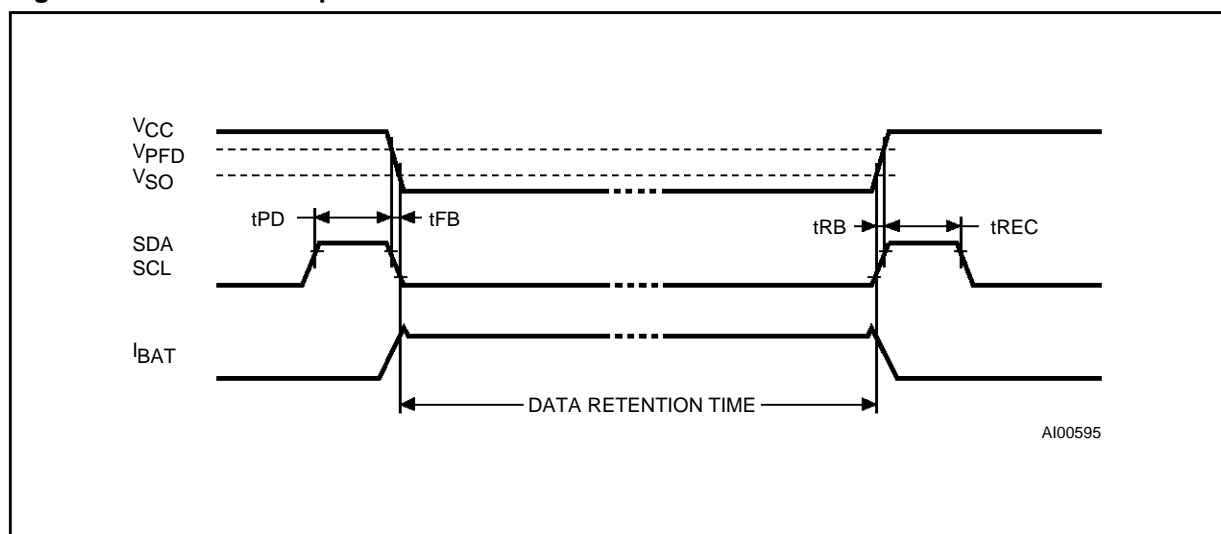 VCC
VPFD
VSO
tPD
tFB
tRB
tREC
SDA
SCL
IBAT
DATA RETENTION TIME
AI00595